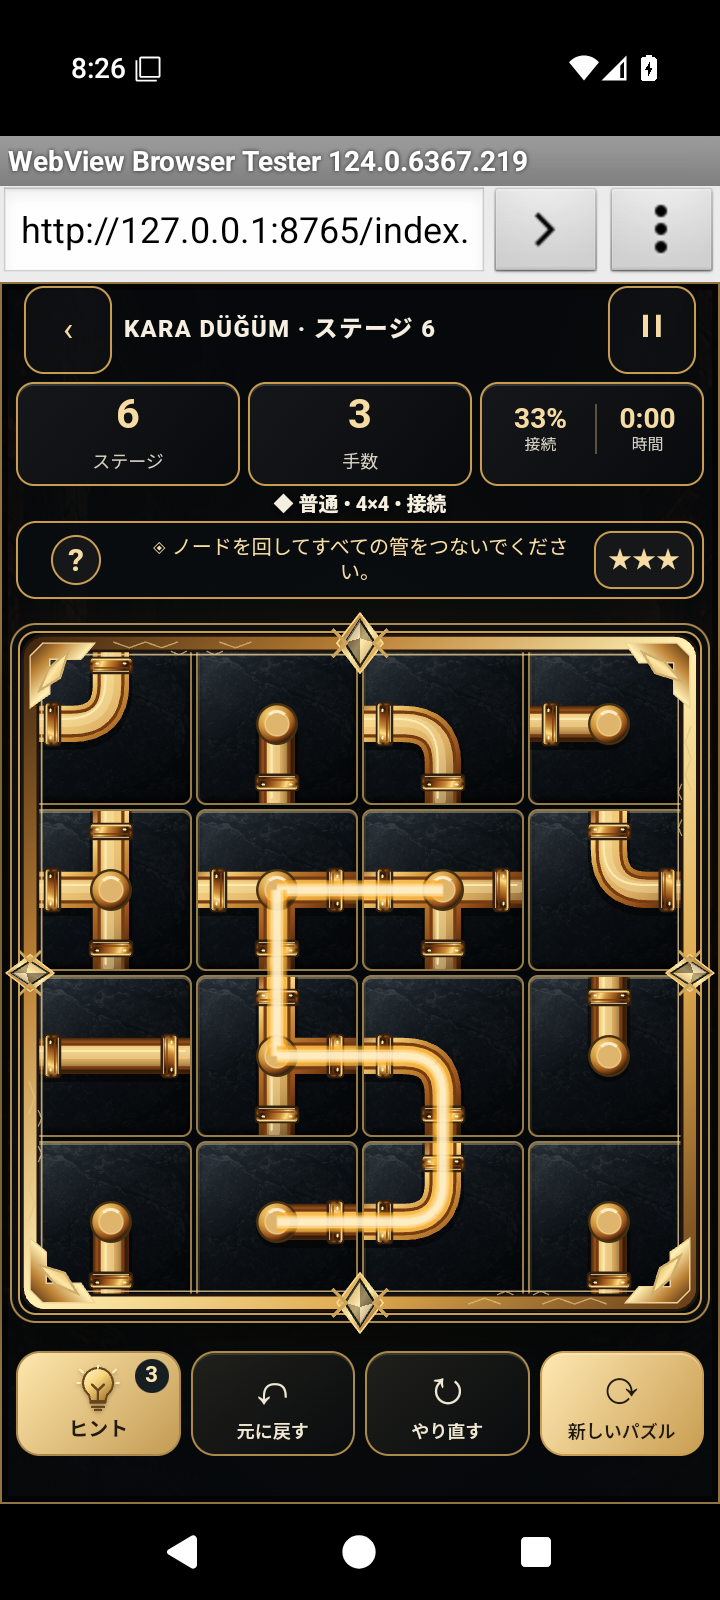 8:26
WebView Browser Tester 124.0.6367.219
http://127.0.0.1:8765/index.
‹ KARA DÜĞÜM · ステージ 6
6
ステージ
3
手数
33%
接続
0:00
時間
◆ 普通 • 4×4 • 接続
?
◈ ノードを回してすべての管をつないでくださ
い。
★★★
3
ヒント
元に戻す
やり直す
新しいパズル